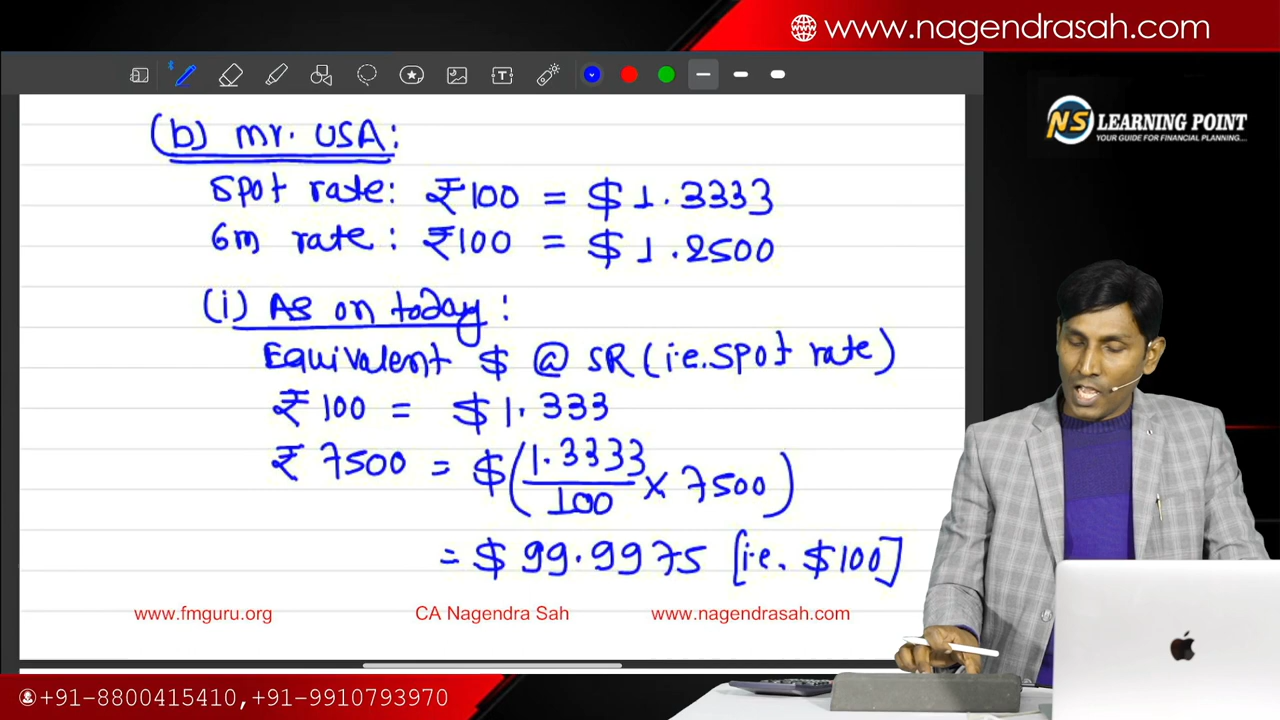 www.nagendrasah.com
NS LEARNING POINT
YOUR GUIDE FOR FINANCIAL PLANNING....
(b) Mr. USA:
Spot rate: ₹100 = $1.3333
6m rate: ₹100 = $1.2500
(i) As on today:
Equivalent $ @ SR (i.e. Spot rate)
₹100 = $1.333
₹7500 = $(1.3333/100 × 7500)
= $99.9975 [i.e. $100]
www.fmguru.org CA Nagendra Sah www.nagendrasah.com
+91-8800415410,+91-9910793970